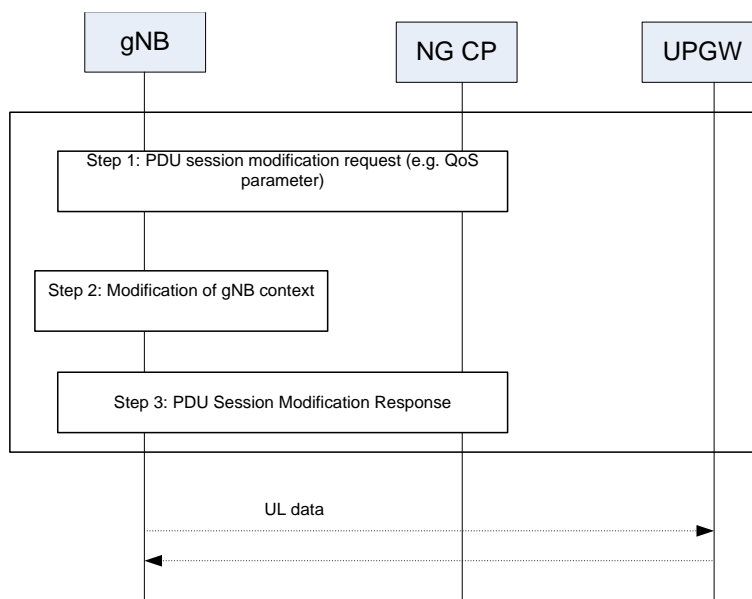 gNB
NG CP
UPGW
Step 1: PDU session modification request (e.g. QoS
parameter)
Step 2: Modification of gNB context
Step 3: PDU Session Modification Response
UL data